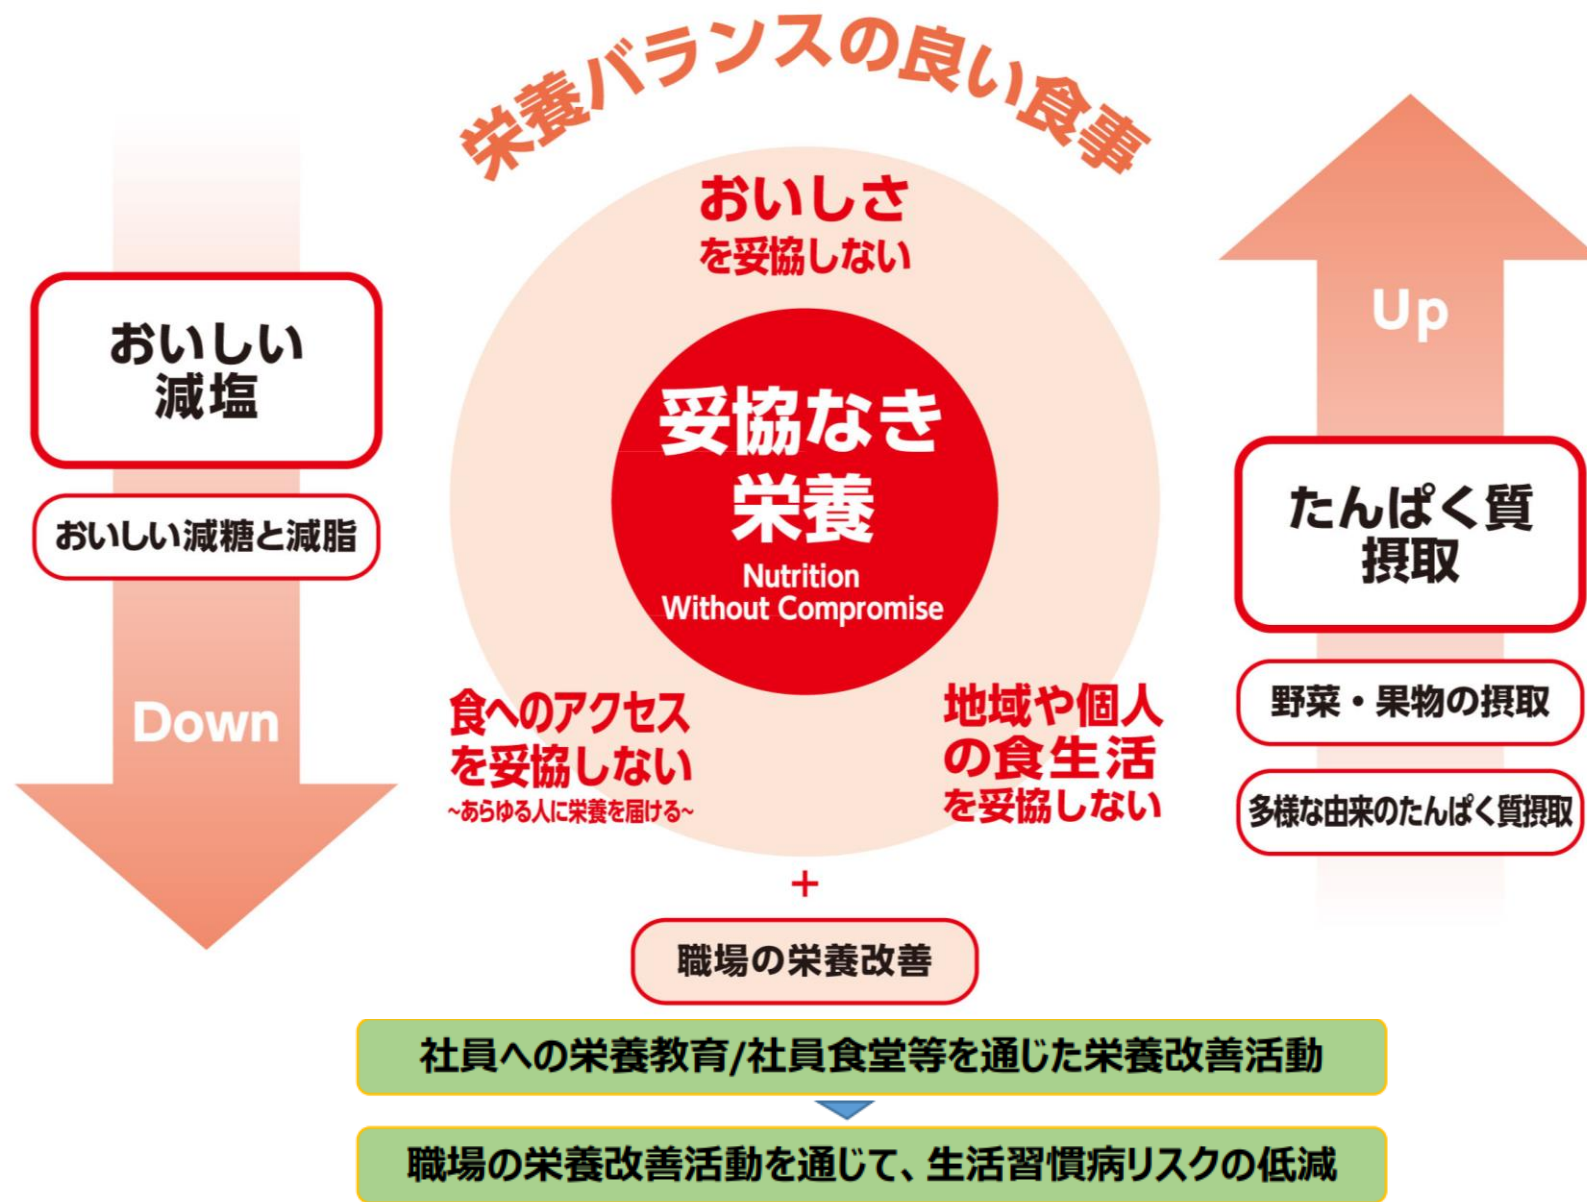 栄養バランスの良い食事
おいしい
減塩
おいしい減糖と減脂
Down
おいしさ
を妥協しない
妥協なき
栄養
Nutrition
Without Compromise
食へのアクセス
を妥協しない
~あらゆる人に栄養を届ける~
地域や個人
の食生活
を妥協しない
Up
たんぱく質
摂取
野菜・果物の摂取
多様な由来のたんぱく質摂取
+
職場の栄養改善
社員への栄養教育/社員食堂等を通じた栄養改善活動
職場の栄養改善活動を通じて、生活習慣病リスクの低減